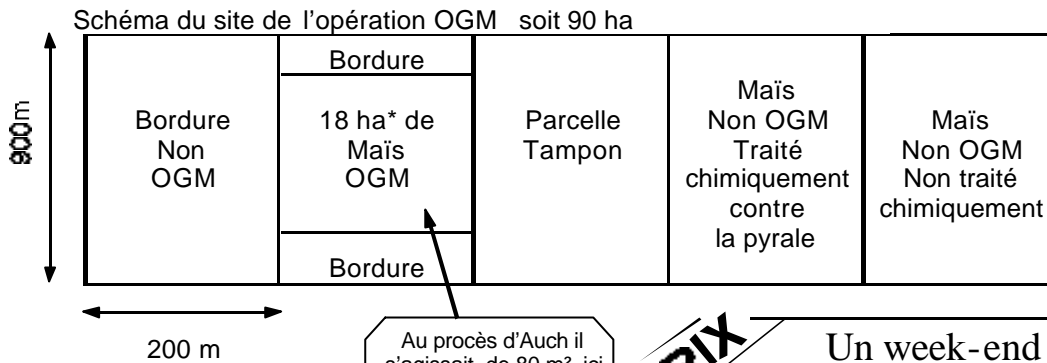 Schéma du site de l'opération OGM soit 90 ha
900m
Bordure
Non
OGM
Bordure
18 ha* de
Maïs
OGM
Bordure
Parcelle
Tampon
Maïs
Non OGM
Traité
chimiquement
contre
la pyrale
Maïs
Non OGM
Non traité
chimiquement
200 m
Au procès d'Auch il
s'agissait de 80 m², ici
Un week-end